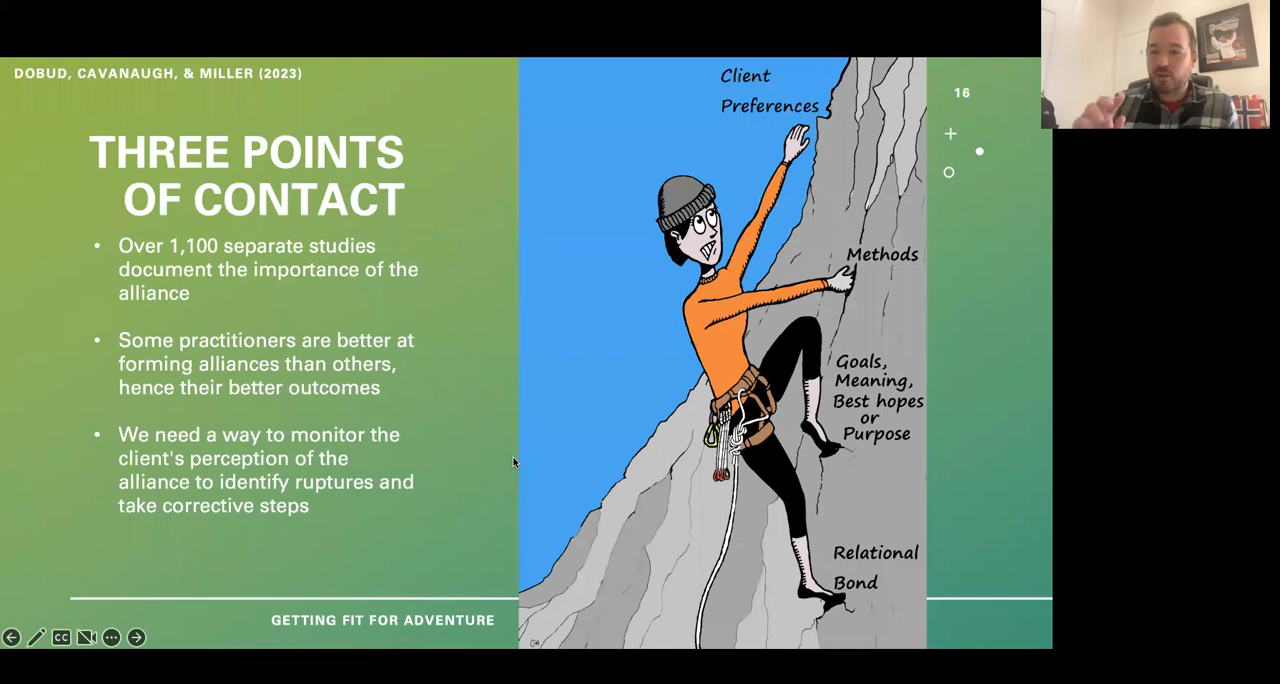 DOBUD, CAVANAUGH, & MILLER (2023)
THREE POINTS
OF CONTACT
• Over 1,100 separate studies
document the importance of the
alliance
• Some practitioners are better at
forming alliances than others,
hence their better outcomes
• We need a way to monitor the
client's perception of the
alliance to identify ruptures and
take corrective steps
GETTING FIT FOR ADVENTURE
Client
Preferences
Methods
Goals,
Meaning,
Best hopes
or
Purpose
Relational
Bond
16
CC